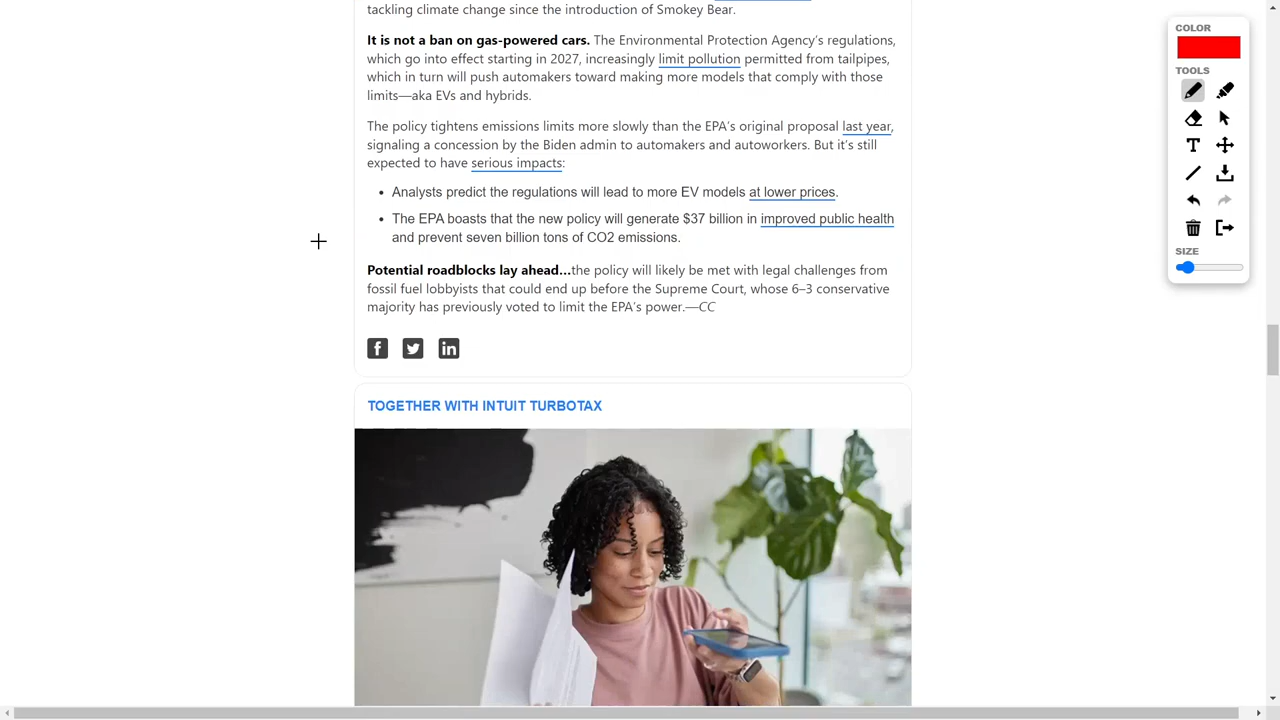 tackling climate change since the introduction of Smokey Bear.
It is not a ban on gas-powered cars. The Environmental Protection Agency's regulations,
which go into effect starting in 2027, increasingly limit pollution permitted from tailpipes,
which in turn will push automakers toward making more models that comply with those
limits—aka EVs and hybrids.
The policy tightens emissions limits more slowly than the EPA's original proposal last year,
signaling a concession by the Biden admin to automakers and autoworkers. But it's still
expected to have serious impacts:
• Analysts predict the regulations will lead to more EV models at lower prices.
• The EPA boasts that the new policy will generate $37 billion in improved public health
and prevent seven billion tons of CO2 emissions.
Potential roadblocks lay ahead…the policy will likely be met with legal challenges from
fossil fuel lobbyists that could end up before the Supreme Court, whose 6–3 conservative
majority has previously voted to limit the EPA's power.—CC
TOGETHER WITH INTUIT TURBOTAX
COLOR
TOOLS
SIZE